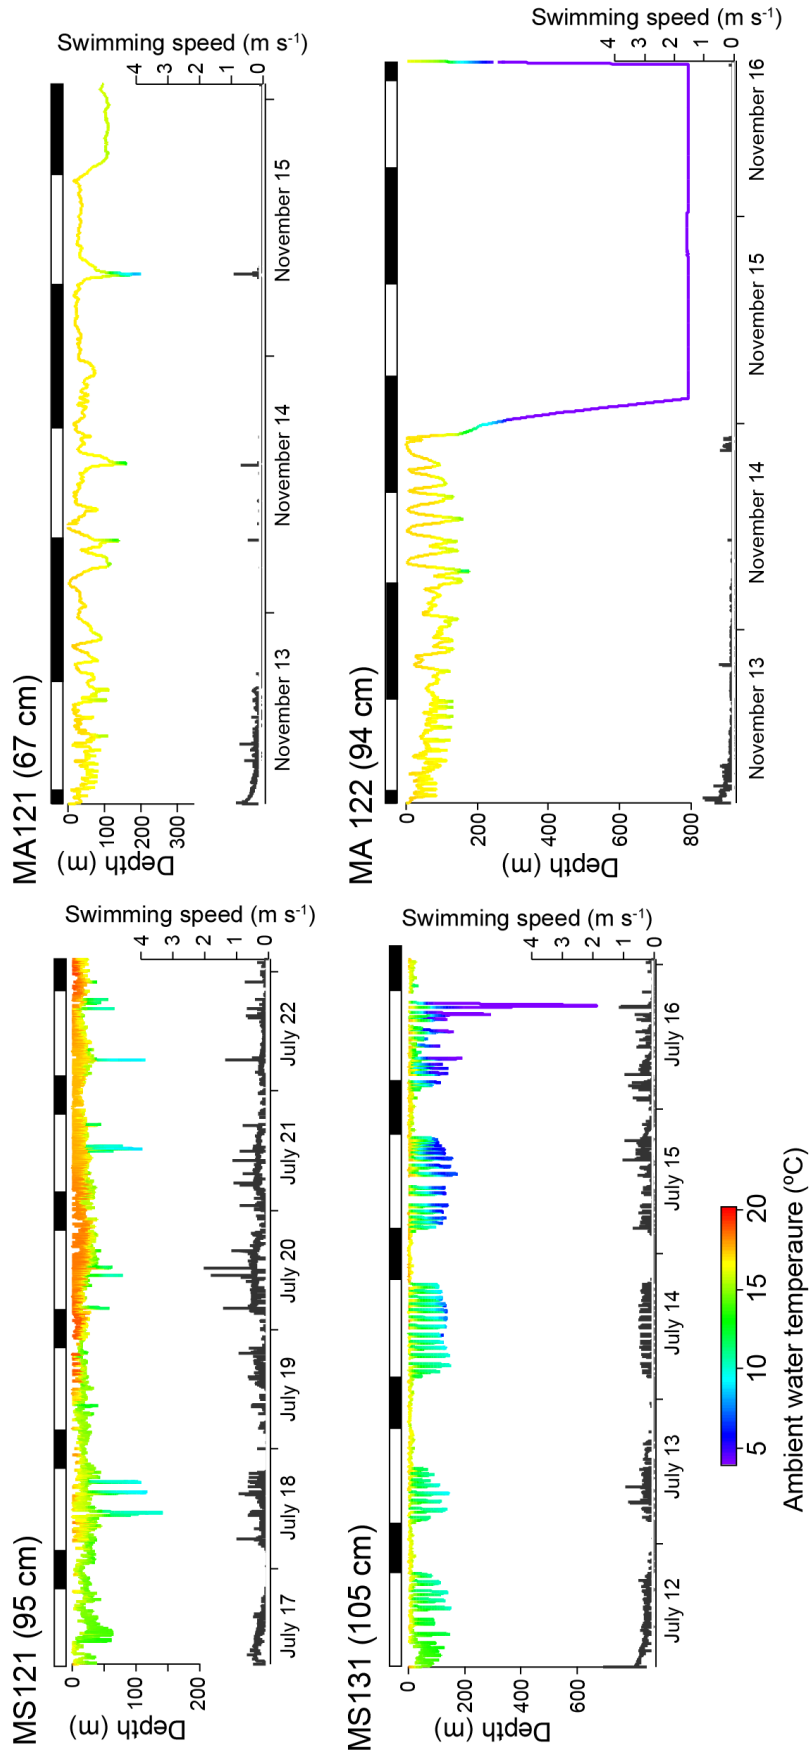 MS121 (95 cm)
Depth (m)
0
100
200
Swimming speed (m s-1)
4
3
2
1
0
July 17
July 18
July 19
July 20
July 21
July 22
MA121 (67 cm)
Depth (m)
0
100
200
300
Swimming speed (m s-1)
4
3
2
1
0
November 13
November 14
November 15
MS131 (105 cm)
Depth (m)
0
200
400
600
Swimming speed (m s-1)
4
3
2
1
0
July 12
July 13
July 14
July 15
July 16
MA 122 (94 cm)
Depth (m)
0
200
400
600
800
Swimming speed (m s-1)
4
3
2
1
0
November 13
November 14
November 15
November 16
5
10
15
20
Ambient water temperaure (ºC)